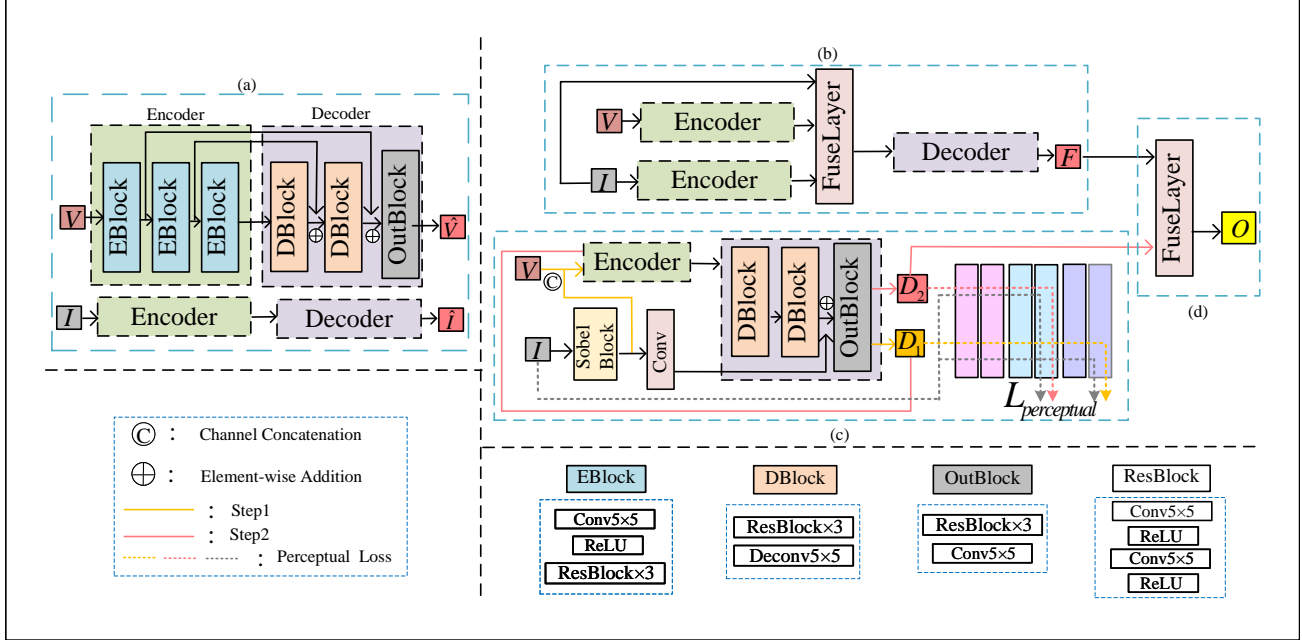 (a)
Encoder
Decoder
V
EBlock
EBlock
EBlock
DBlock
DBlock
OutBlock
V̂
I
Encoder
Decoder
Î
(b)
V
Encoder
I
Encoder
FuseLayer
Decoder
F
FuseLayer
O
(d)
V
©
Encoder
I
Sobel
Block
Conv
DBlock
DBlock
OutBlock
D₂
D₁
L perceptual
(c)
© : Channel Concatenation
⊕ : Element-wise Addition
: Step1
: Step2
: Perceptual Loss
EBlock
Conv5×5
ReLU
ResBlock×3
DBlock
ResBlock×3
Deconv5×5
OutBlock
ResBlock×3
Conv5×5
ResBlock
Conv5×5
ReLU
Conv5×5
ReLU